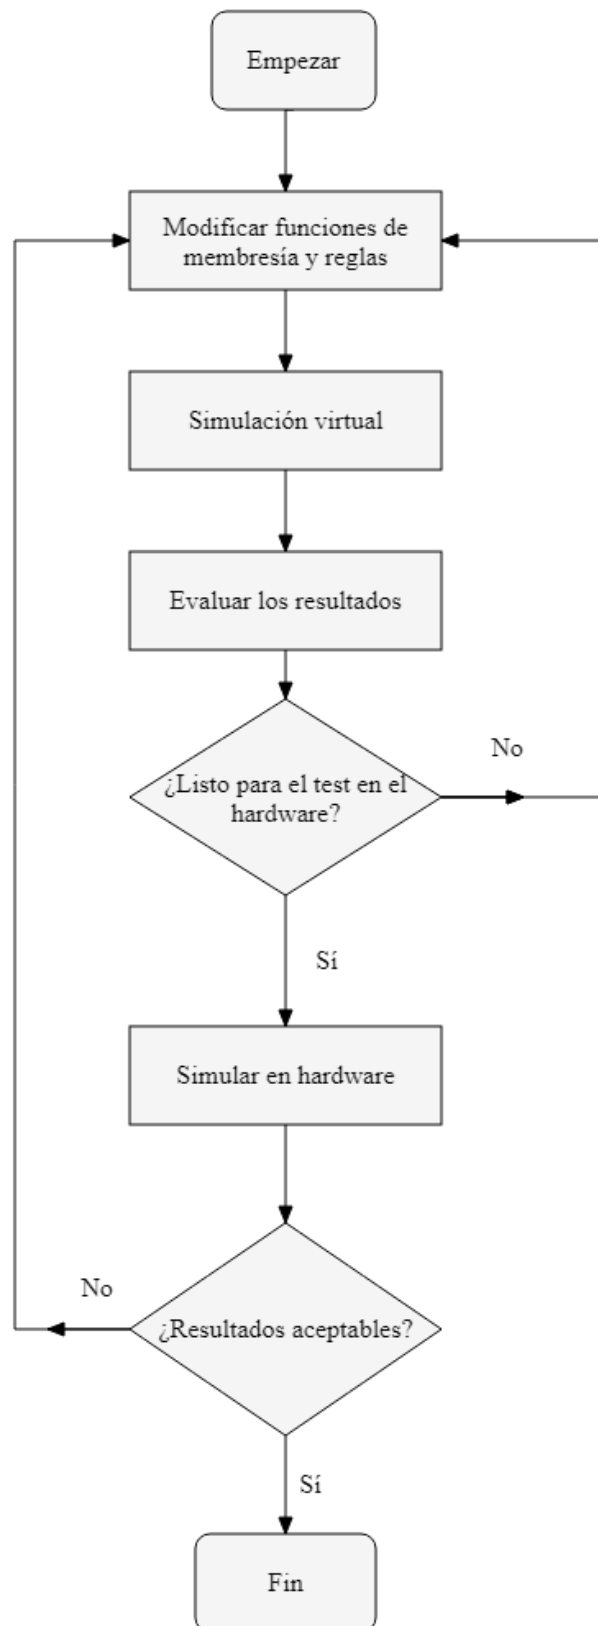 Empezar
Modificar funciones de
membresía y reglas
Simulación virtual
Evaluar los resultados
¿Listo para el test en el
hardware?
No
Sí
Simular en hardware
No
¿Resultados aceptables?
Sí
Fin